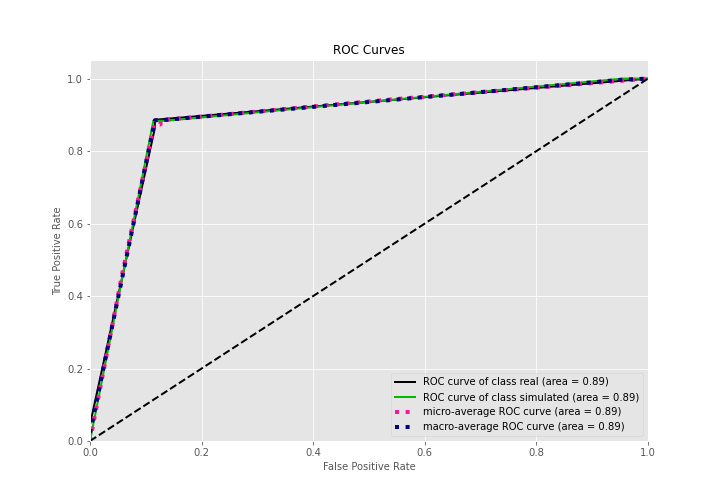 ROC Curves
1.0
0.8
0.6
0.4
0.2
0.0
True Positive Rate
ROC curve of class real (area = 0.89)
ROC curve of class simulated (area = 0.89)
micro-average ROC curve (area = 0.89)
macro-average ROC curve (area = 0.89)
0.0 0.2 0.4 0.6 0.8 1.0
False Positive Rate